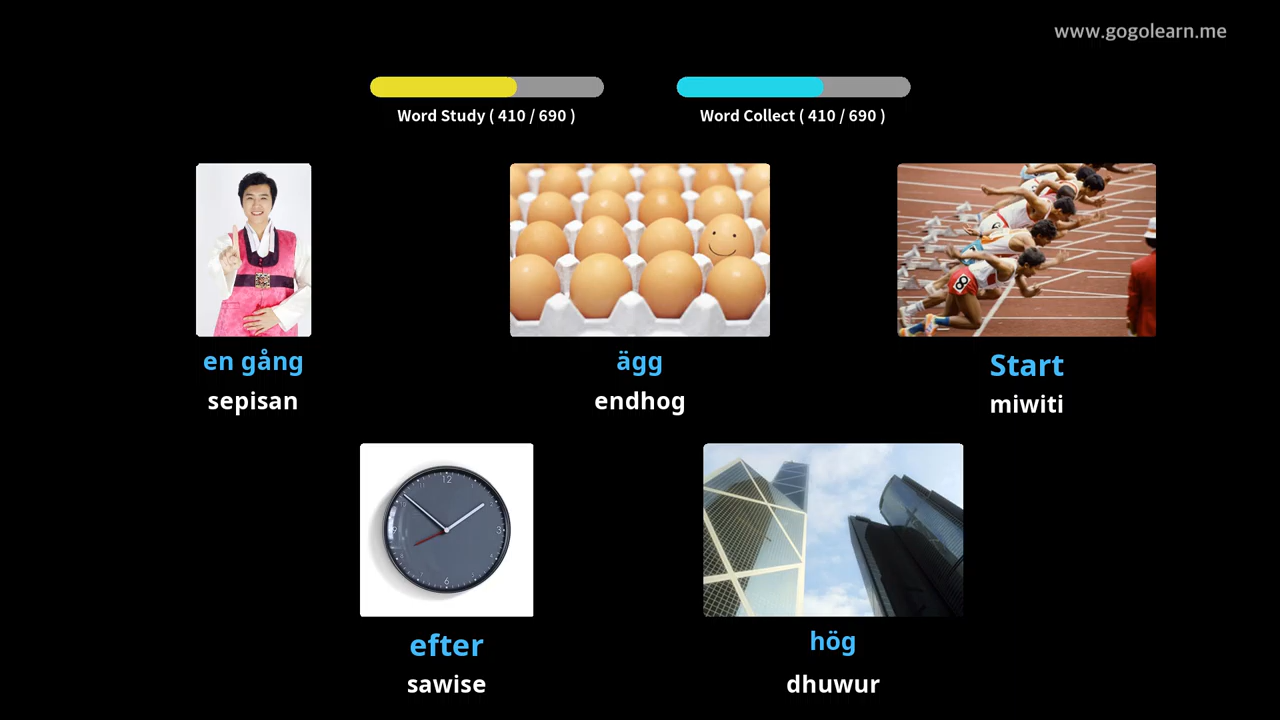 www.gogolearn.me
Word Study ( 410 / 690 )
Word Collect ( 410 / 690 )
en gång
sepisan
ägg
endhog
Start
miwiti
efter
sawise
hög
dhuwur